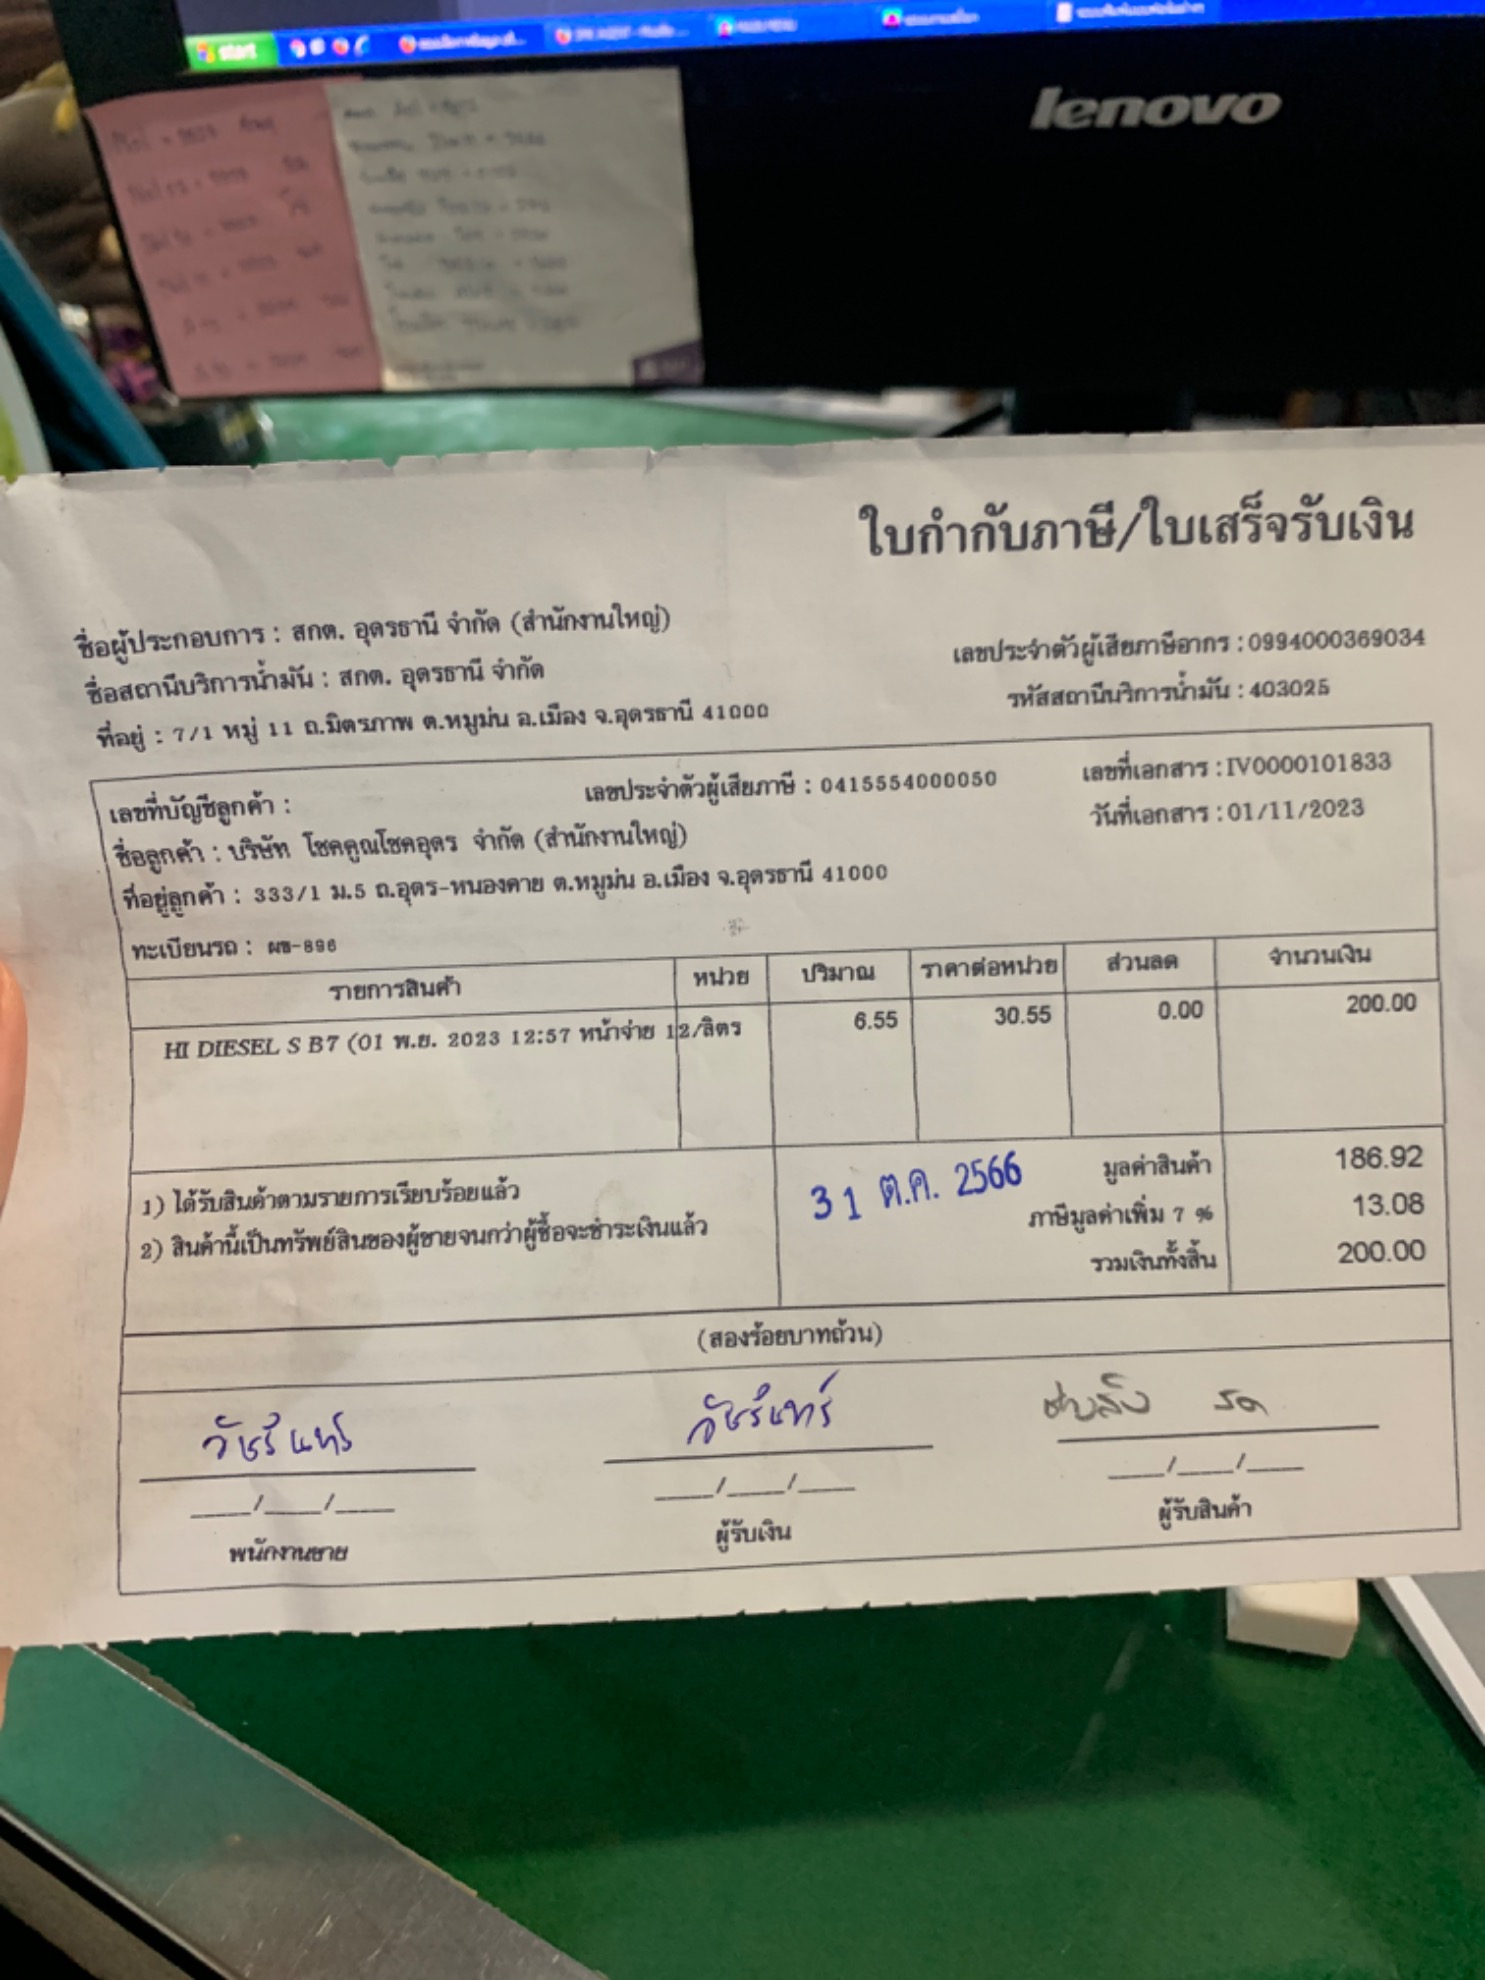 start
lenovo
ใบกำกับภาษี/ใบเสร็จรับเงิน
ชื่อผู้ประกอบการ : สกต. อุดรธานี จำกัด (สำนักงานใหญ่)
เลขประจำตัวผู้เสียภาษีอากร : 0994000369034
ชื่อสถานีบริการน้ำมัน : สกต. อุดรธานี จำกัด
รหัสสถานีบริการน้ำมัน : 403025
ที่อยู่ : 7/1 หมู่ 11 ถ.มิตรภาพ ต.หมูม่น อ.เมือง จ.อุดรธานี 41000
เลขที่บัญชีลูกค้า : เลขประจำตัวผู้เสียภาษี : 0415554000050 เลขที่เอกสาร : IV0000101833
ชื่อลูกค้า : บริษัท โชคคูณโชคอุดร จำกัด (สำนักงานใหญ่) วันที่เอกสาร : 01/11/2023
ที่อยู่ลูกค้า : 333/1 ม.5 ถ.อุดร-หนองคาย ต.หมูม่น อ.เมือง จ.อุดรธานี 41000
ทะเบียนรถ : ผข-896
รายการสินค้า หน่วย ปริมาณ ราคาต่อหน่วย ส่วนลด จำนวนเงิน
HI DIESEL S B7 (01 พ.ย. 2023 12:57 หน้าจ่าย 12/ลิตร 6.55 30.55 0.00 200.00
1) ได้รับสินค้าตามรายการเรียบร้อยแล้ว
31 ต.ค. 2566
มูลค่าสินค้า 186.92
2) สินค้านี้เป็นทรัพย์สินของผู้ขายจนกว่าผู้ซื้อจะชำระเงินแล้ว
ภาษีมูลค่าเพิ่ม 7 % 13.08
รวมเงินทั้งสิ้น 200.00
(สองร้อยบาทถ้วน)
วัชรินทร์ วัชรินทร์
___/___/___ ___/___/___ ___/___/___
พนักงานขาย ผู้รับเงิน ผู้รับสินค้า